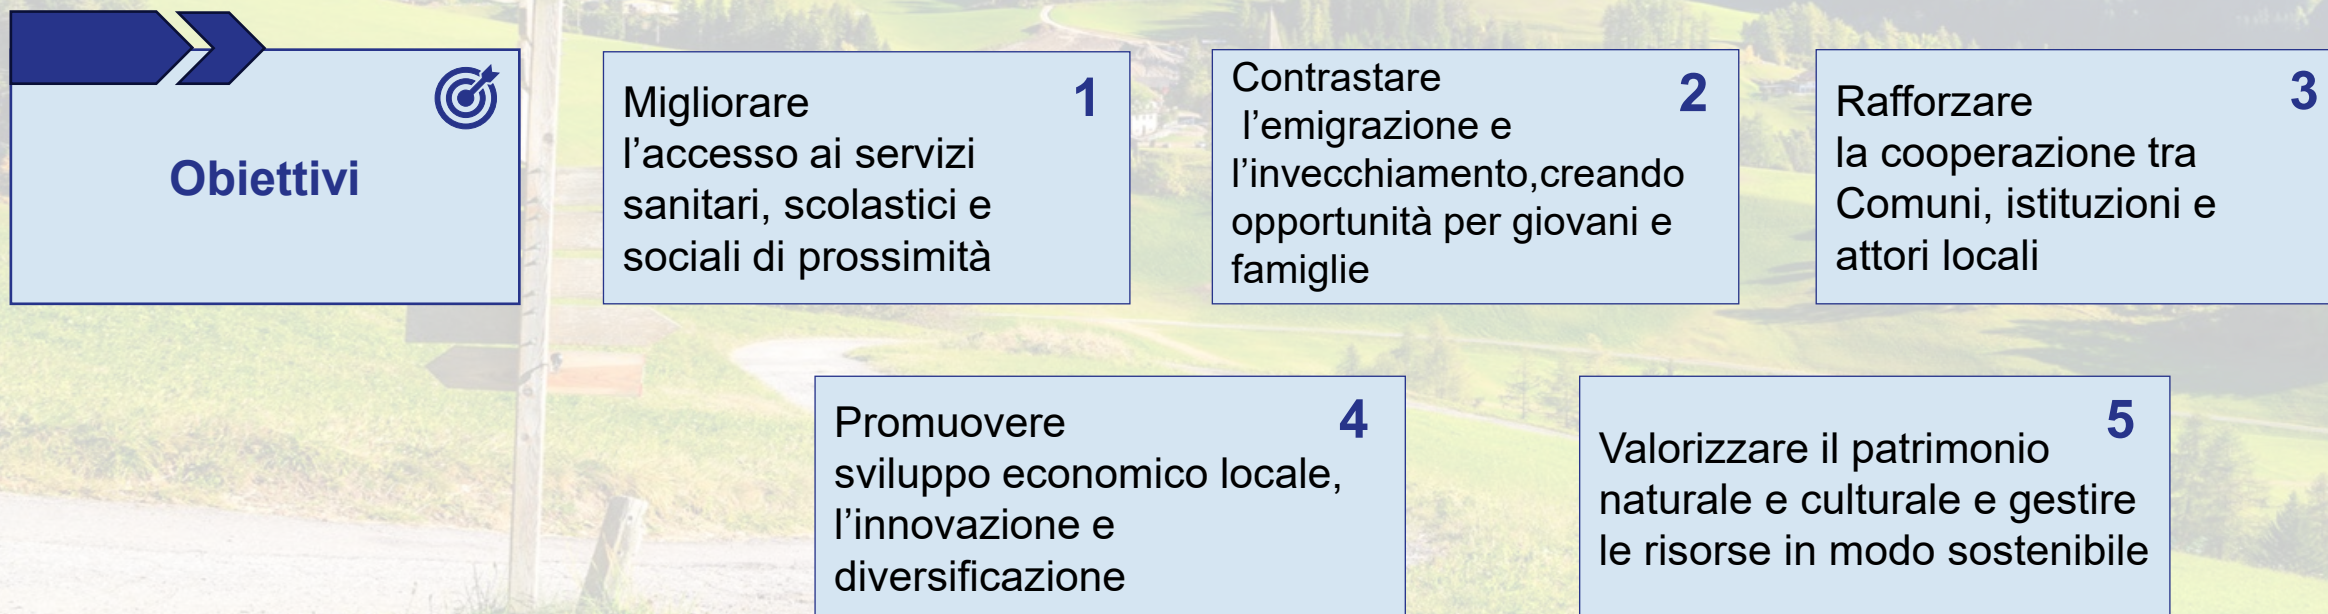 Obiettivi
1
Migliorare
l’accesso ai servizi
sanitari, scolastici e
sociali di prossimità
2
Contrastare
l’emigrazione e
l’invecchiamento,creando
opportunità per giovani e
famiglie
3
Rafforzare
la cooperazione tra
Comuni, istituzioni e
attori locali
4
Promuovere
sviluppo economico locale,
l’innovazione e
diversificazione
5
Valorizzare il patrimonio
naturale e culturale e gestire
le risorse in modo sostenibile